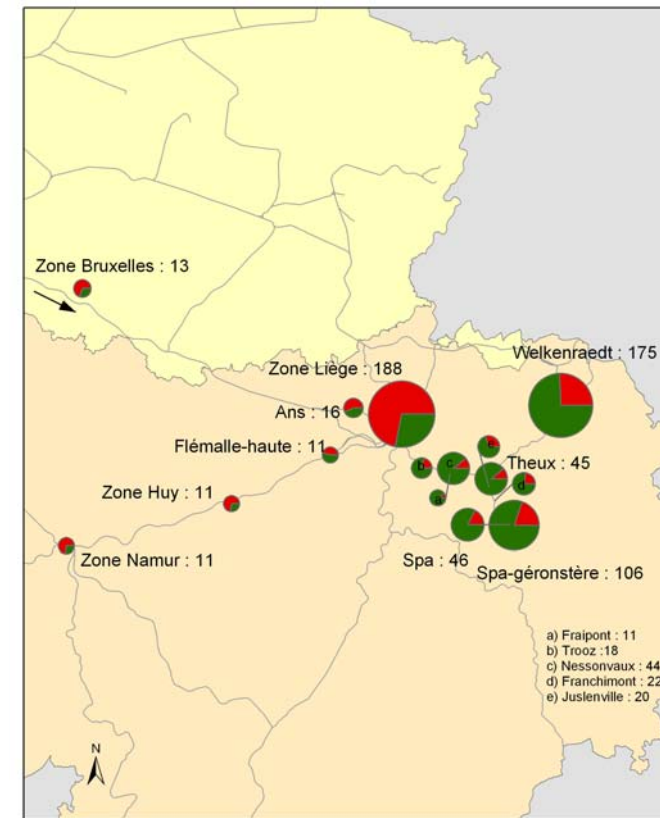 Zone Bruxelles : 13
Welkenraedt : 175
Zone Liège : 188
Ans : 16
Flémalle-haute : 11
e
c
b
Theux : 45
d
a
Zone Huy : 11
Zone Namur : 11
Spa : 46
Spa-géronstère : 106
a) Fraipont : 11
b) Trooz :18
c) Nessonvaux : 44
d) Franchimont : 22
e) Juslenville : 20
N